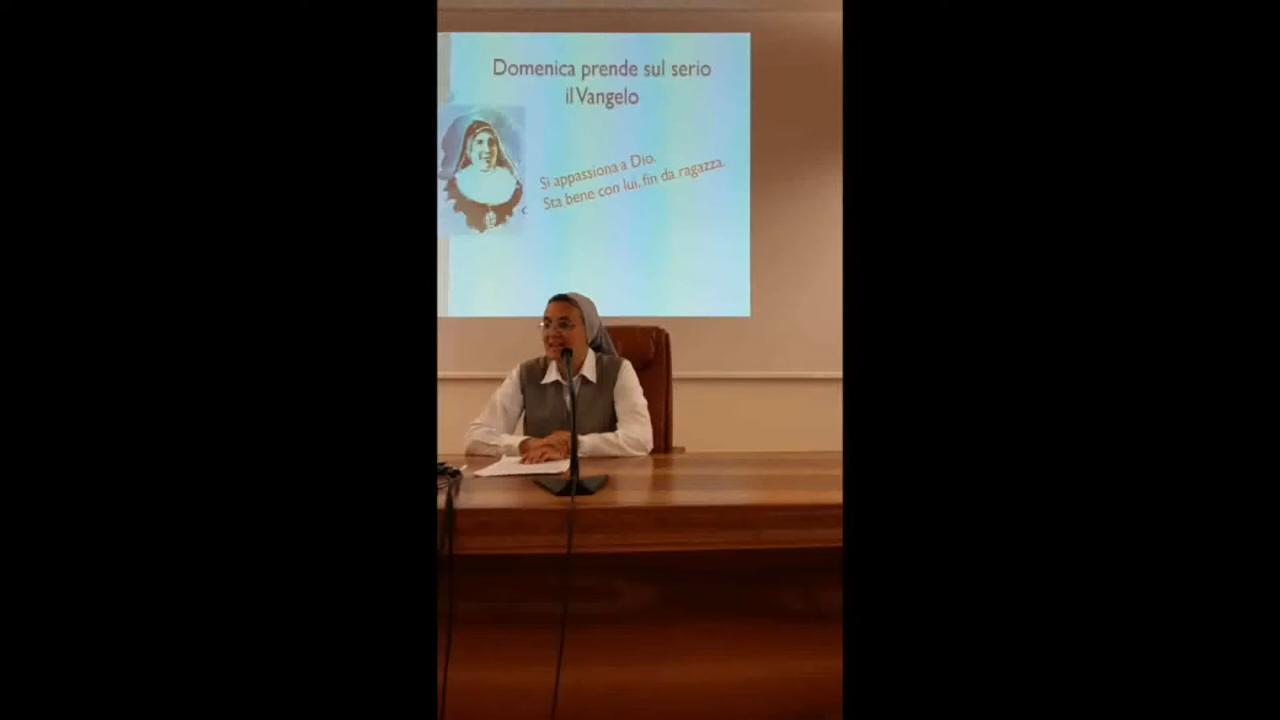 Domenica prende sul serio
il Vangelo
Si appassiona a Dio.
Sta bene con lui, fin da ragazza.